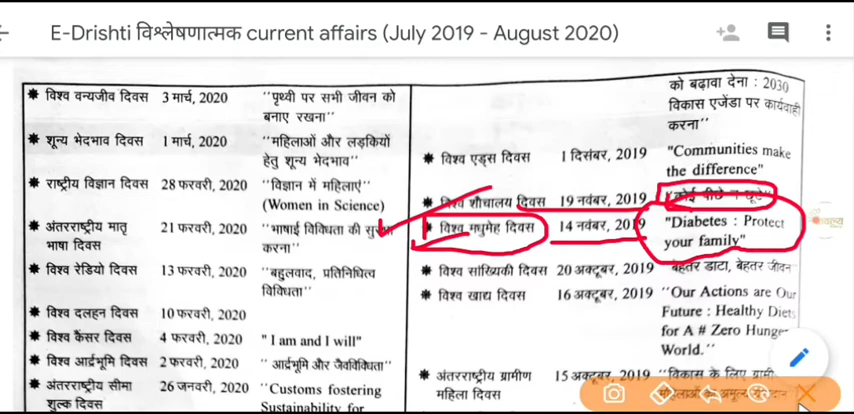 E-Drishti विश्लेषणात्मक current affairs (July 2019 - August 2020)
✱ विश्व वन्यजीव दिवस 3 मार्च, 2020 ‘‘पृथ्वी पर सभी जीवन को
बनाए रखना’’
✱ शून्य भेदभाव दिवस 1 मार्च, 2020 ‘‘महिलाओं और लड़कियों
हेतु शून्य भेदभाव’’
✱ राष्ट्रीय विज्ञान दिवस 28 फरवरी, 2020 ‘‘विज्ञान में महिलाएं’’
(Women in Science)
✱ अंतरराष्ट्रीय मातृ 21 फरवरी, 2020 ‘‘भाषाई विविधता की सुरक्षा
भाषा दिवस करना’’
✱ विश्व रेडियो दिवस 13 फरवरी, 2020 ‘‘बहुलवाद, प्रतिनिधित्व
विविधता’’
✱ विश्व दलहन दिवस 10 फरवरी, 2020
✱ विश्व कैंसर दिवस 4 फरवरी, 2020 " I am and I will"
✱ विश्व आर्द्रभूमि दिवस 2 फरवरी, 2020 ‘‘ आर्द्रभूमि और जैवविविधता’’
✱ अंतरराष्ट्रीय सीमा 26 जनवरी, 2020 ‘‘Customs fostering
शुल्क दिवस Sustainability for
को बढ़ावा देना : 2030
विकास एजेंडा पर कार्यवाही
करना’’
✱ विश्व एड्स दिवस 1 दिसंबर, 2019 "Communities make
the difference"
✱ विश्व शौचालय दिवस 19 नवंबर, 2019 ‘‘कोई पीछे न छूटे’’
✱ विश्व मधुमेह दिवस 14 नवंबर, 2019 "Diabetes : Protect
your family"
✱ विश्व सांख्यिकी दिवस 20 अक्टूबर, 2019 बेहतर डाटा, बेहतर जीवन
✱ विश्व खाद्य दिवस 16 अक्टूबर, 2019 ‘‘Our Actions are Our
Future : Healthy Diets
for A # Zero Hunger
World.’’
✱ अंतरराष्ट्रीय ग्रामीण 15 अक्टूबर, 2019 ‘‘विकास के लिए ग्रामीण
महिला दिवस महिलाओं के अमूल्य